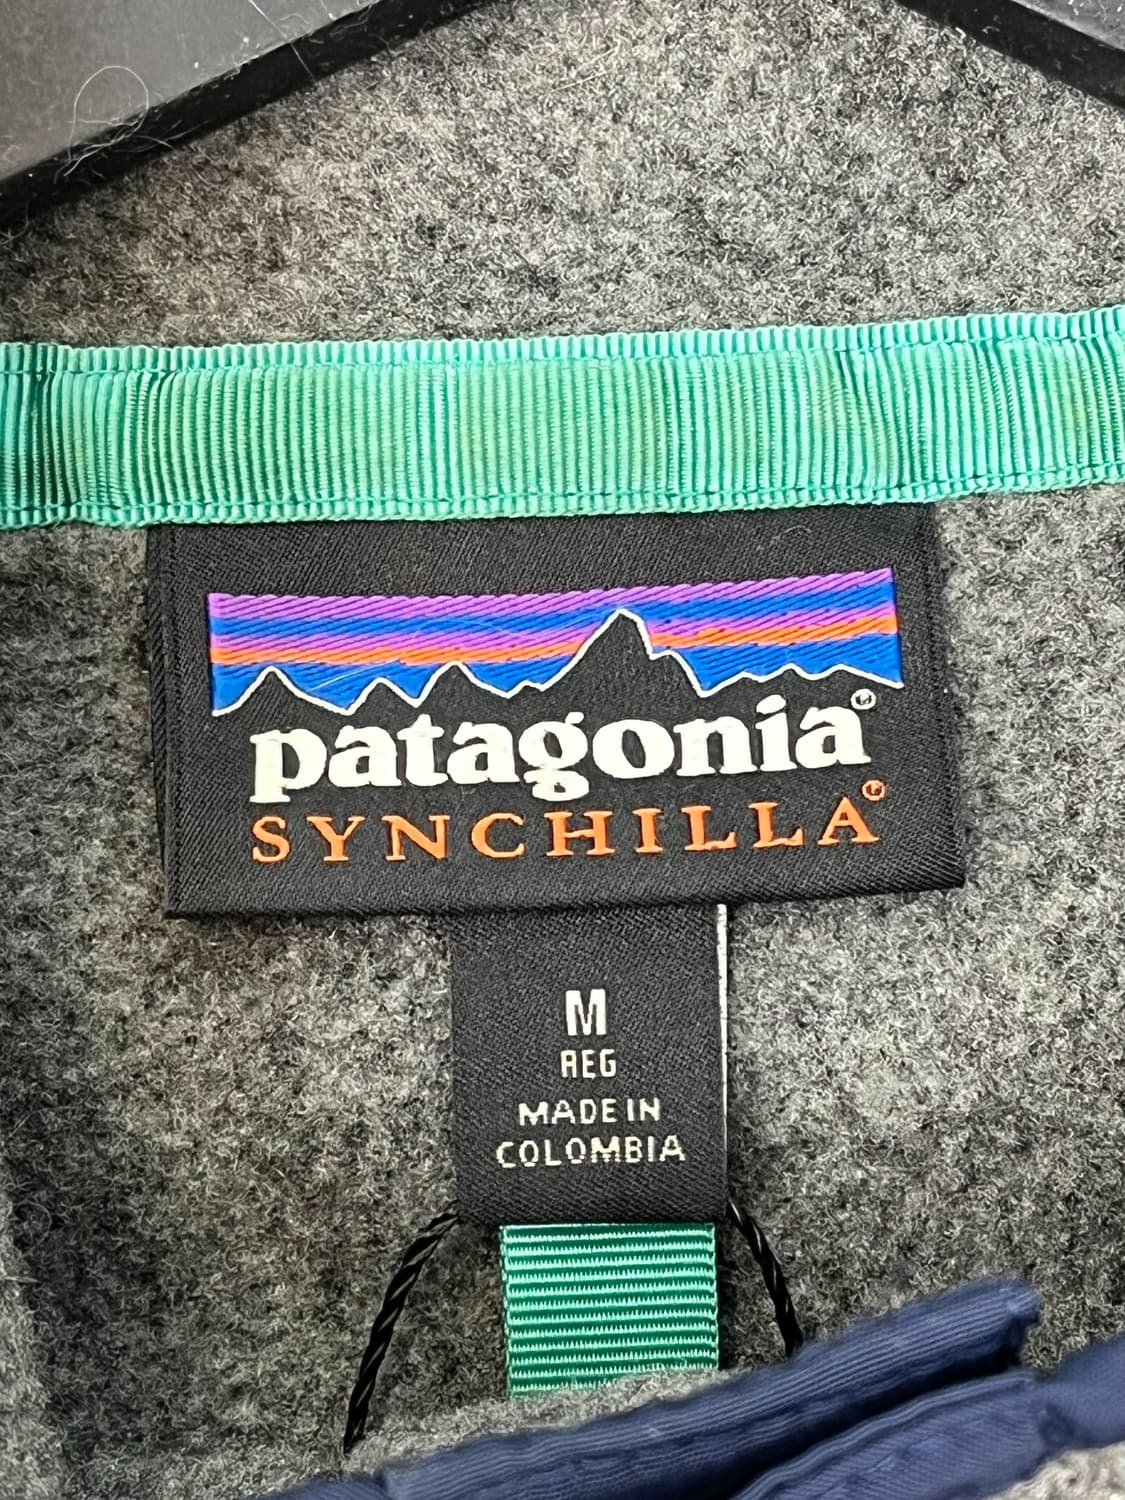 patagonia®
SYNCHILLA®
M
REG
MADE IN
COLOMBIA